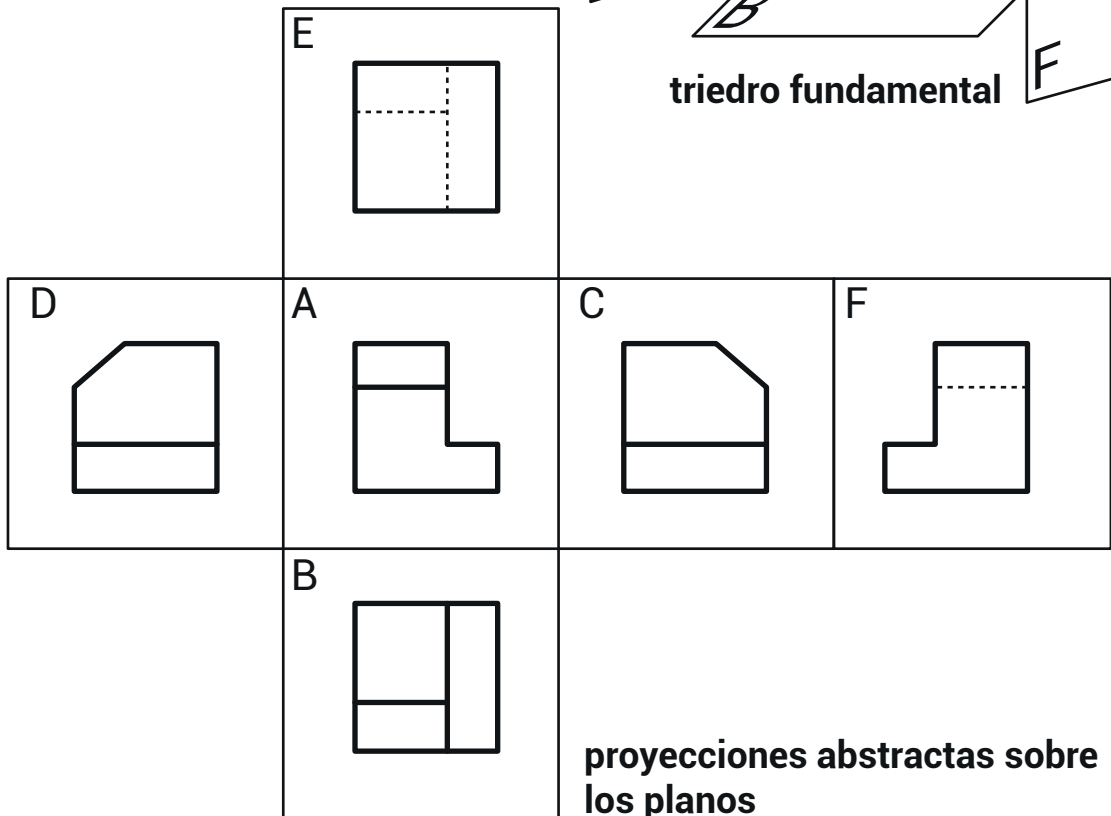 B
F
triedro fundamental
E
D
A
C
F
B
proyecciones abstractas sobre
los planos